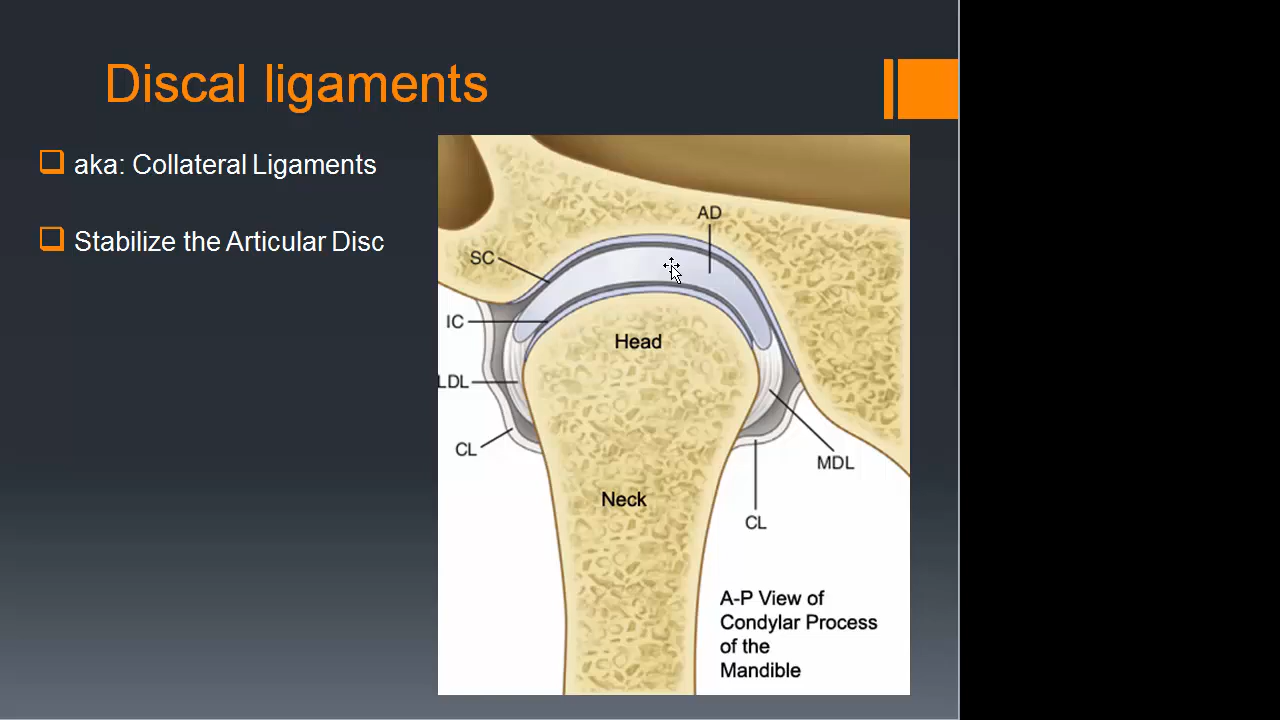 Discal ligaments
aka: Collateral Ligaments
Stabilize the Articular Disc
AD
SC
IC
Head
LDL
CL
MDL
Neck
CL
A-P View of
Condylar Process
of the
Mandible